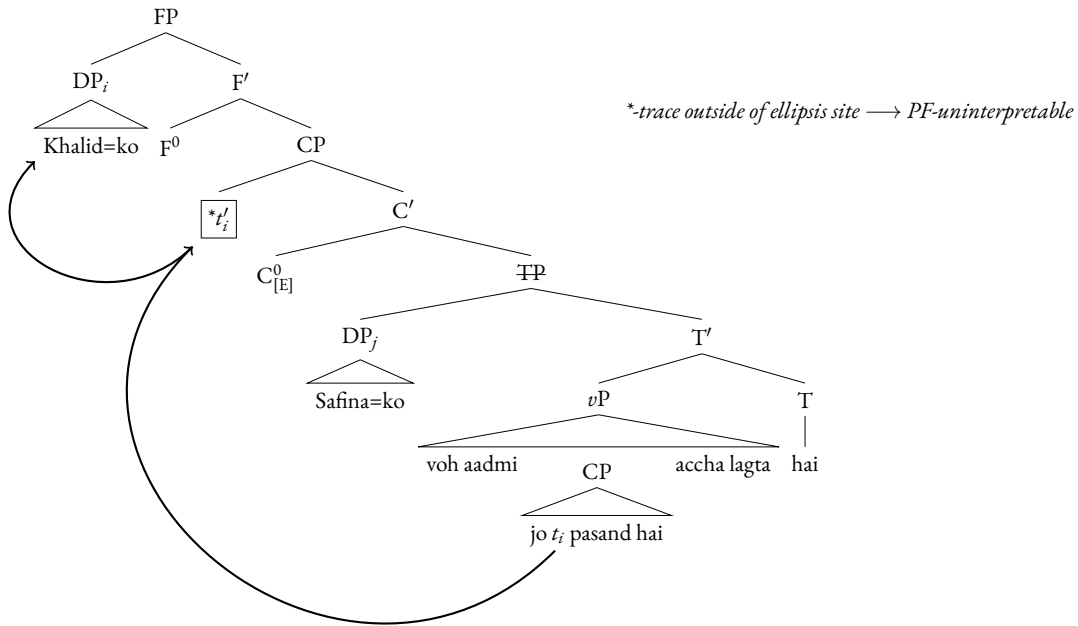 FP
DPᵢ F′
*-trace outside of ellipsis site ⟶ PF-uninterpretable
Khalid=ko F⁰ CP
*t′ᵢ C′
C⁰[E] T̶P̶
DPⱼ T′
Safina=ko vP T
voh aadmi CP accha lagta hai
jo tᵢ pasand hai